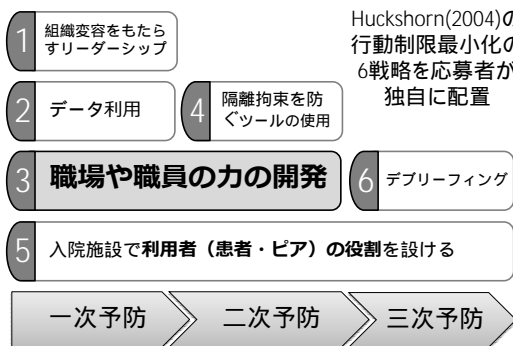 1
組織変容をもたら
すリーダーシップ
Huckshorn(2004)の
行動制限最小化の
6戦略を応募者が
独自に配置
2
データ利用
4
隔離拘束を防
ぐツールの使用
3
職場や職員の力の開発
6
デブリーフィング
5
入院施設で利用者（患者・ピア）の役割を設ける
一次予防
二次予防
三次予防